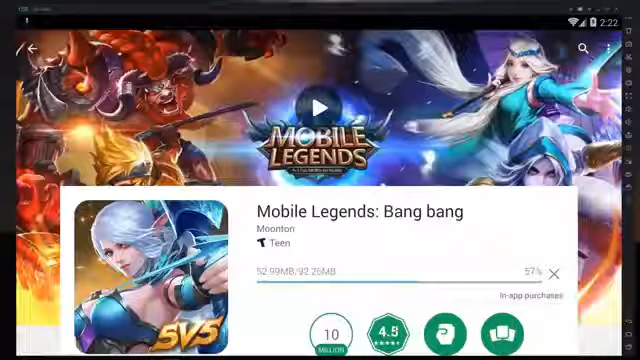 2:22
MOBILE
LEGENDS
Mobile Legends: Bang bang
Moonton
T Teen
52.99MB/92.26MB 57%
In-app purchases
5V5
10
MILLION
4.5